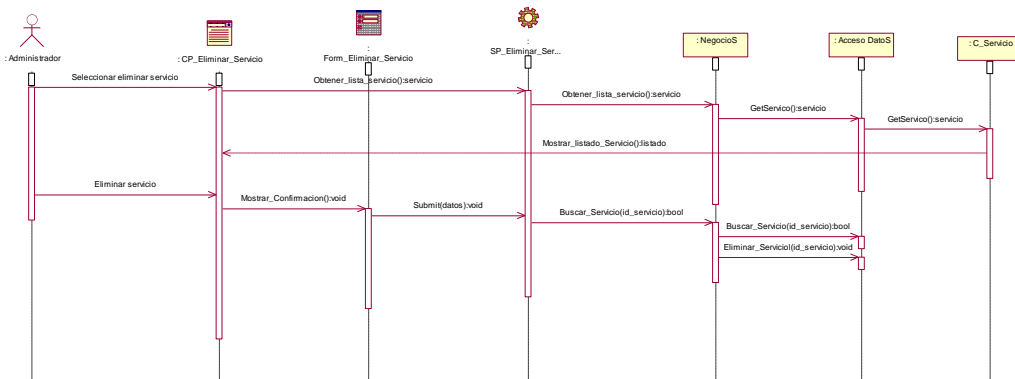 : Administrador
: CP_Eliminar_Servicio
:
Form_Eliminar_Servicio
:
SP_Eliminar_Ser...
: NegocioS
: Acceso DatoS
: C_Servicio
Seleccionar eliminar servicio
Obtener_lista_servicio():servicio
Obtener_lista_servicio():servicio
GetServico():servicio
GetServico():servicio
Mostrar_listado_Servicio():listado
Eliminar servicio
Mostrar_Confirmacion():void
Submit(datos):void
Buscar_Servicio(id_servicio):bool
Buscar_Servicio(id_servicio):bool
Eliminar_Serviciol(id_servicio):void